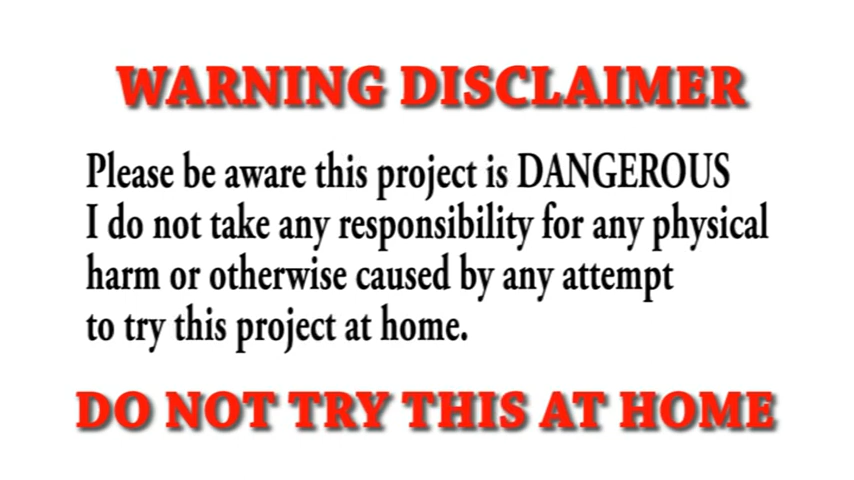 WARNING DISCLAIMER
Please be aware this project is DANGEROUS
I do not take any responsibility for any physical
harm or otherwise caused by any attempt
to try this project at home.
DO NOT TRY THIS AT HOME